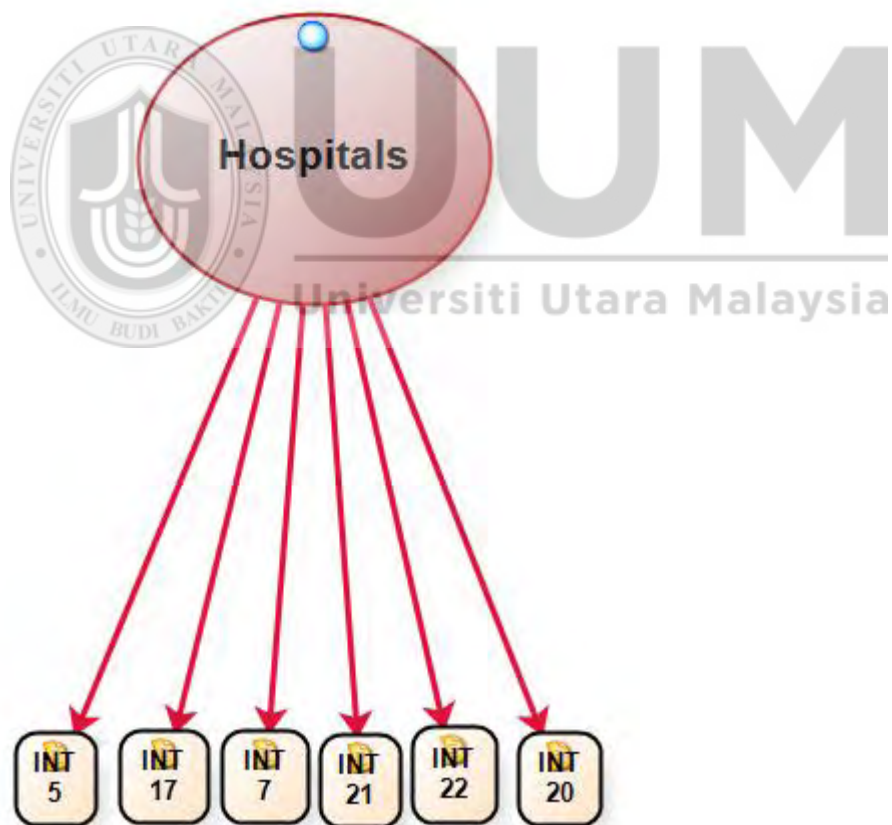 UNIVERSITI UTARA MALAYSIA
UUM
Hospitals
Universiti Utara Malaysia
ILMU BUDI BAKTI
INT
5
INT
17
INT
7
INT
21
INT
22
INT
20